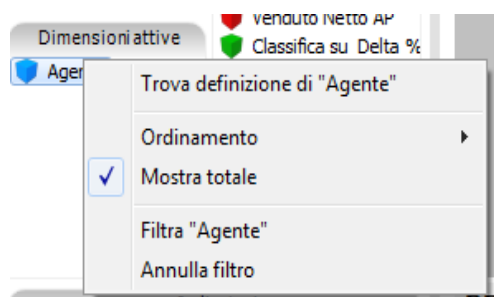 Venduto Netto AP
Dimensioni attive
Classifica su Delta %
Trova definizione di "Agente"
Ordinamento
Mostra totale
Filtra "Agente"
Annulla filtro